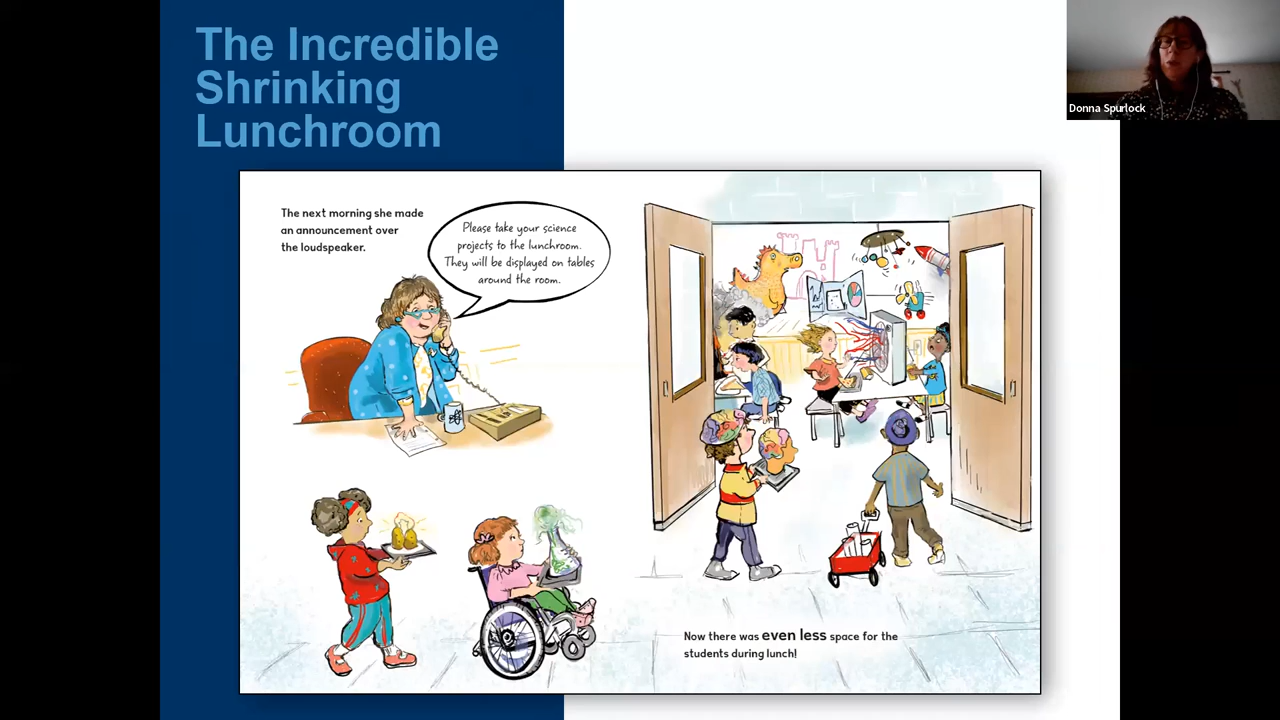 The Incredible
Shrinking
Lunchroom
Donna Spurlock
The next morning she made
an announcement over
the loudspeaker.
Please take your science
projects to the lunchroom.
They will be displayed on tables
around the room.
Now there was even less space for the
students during lunch!